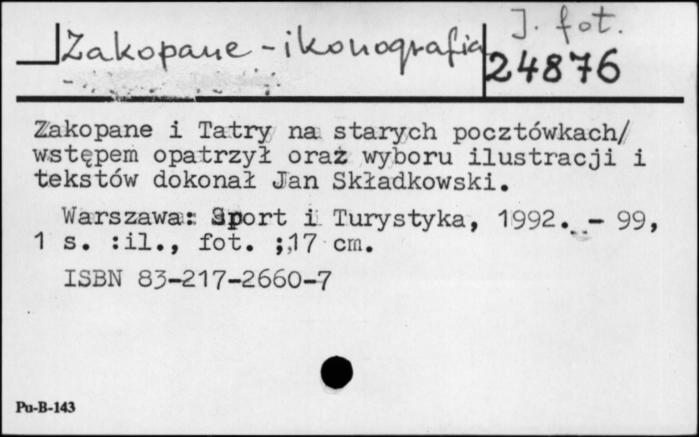 J. fot.
Zakopane - ikonografia
24876
Zakopane i Tatry na starych pocztówkach/
wstępem opatrzył oraz wyboru ilustracji i
tekstów dokonał Jan Składkowski.
Warszawa: Sport i Turystyka, 1992. - 99,
1 s. :il., fot. ;17 cm.
ISBN 83-217-2660-7
Pu-B-143